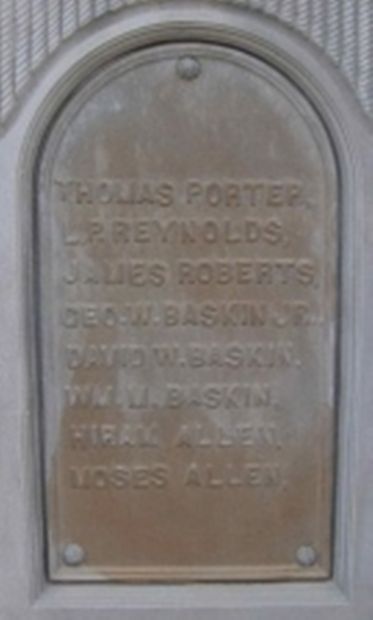 THOMAS PORTER.
L.P. REYNOLDS,
JAMES ROBERTS,
GEO.W. BASKIN JR.
DAVID W. BASKIN.
WM. M. BASKIN.
HIRAM ALLEN.
MOSES ALLEN.